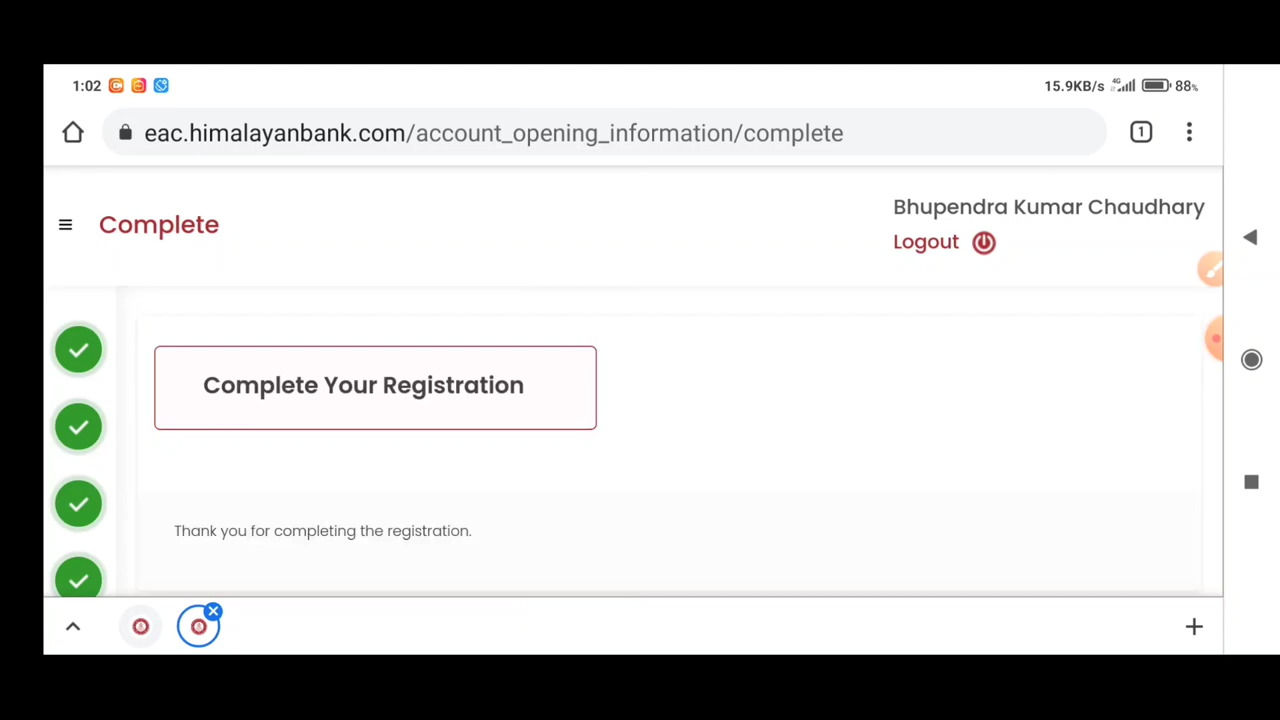 1:02
15.9KB/s 4G 88%
eac.himalayanbank.com/account_opening_information/complete
1
Complete
Bhupendra Kumar Chaudhary
Logout
Complete Your Registration
Thank you for completing the registration.